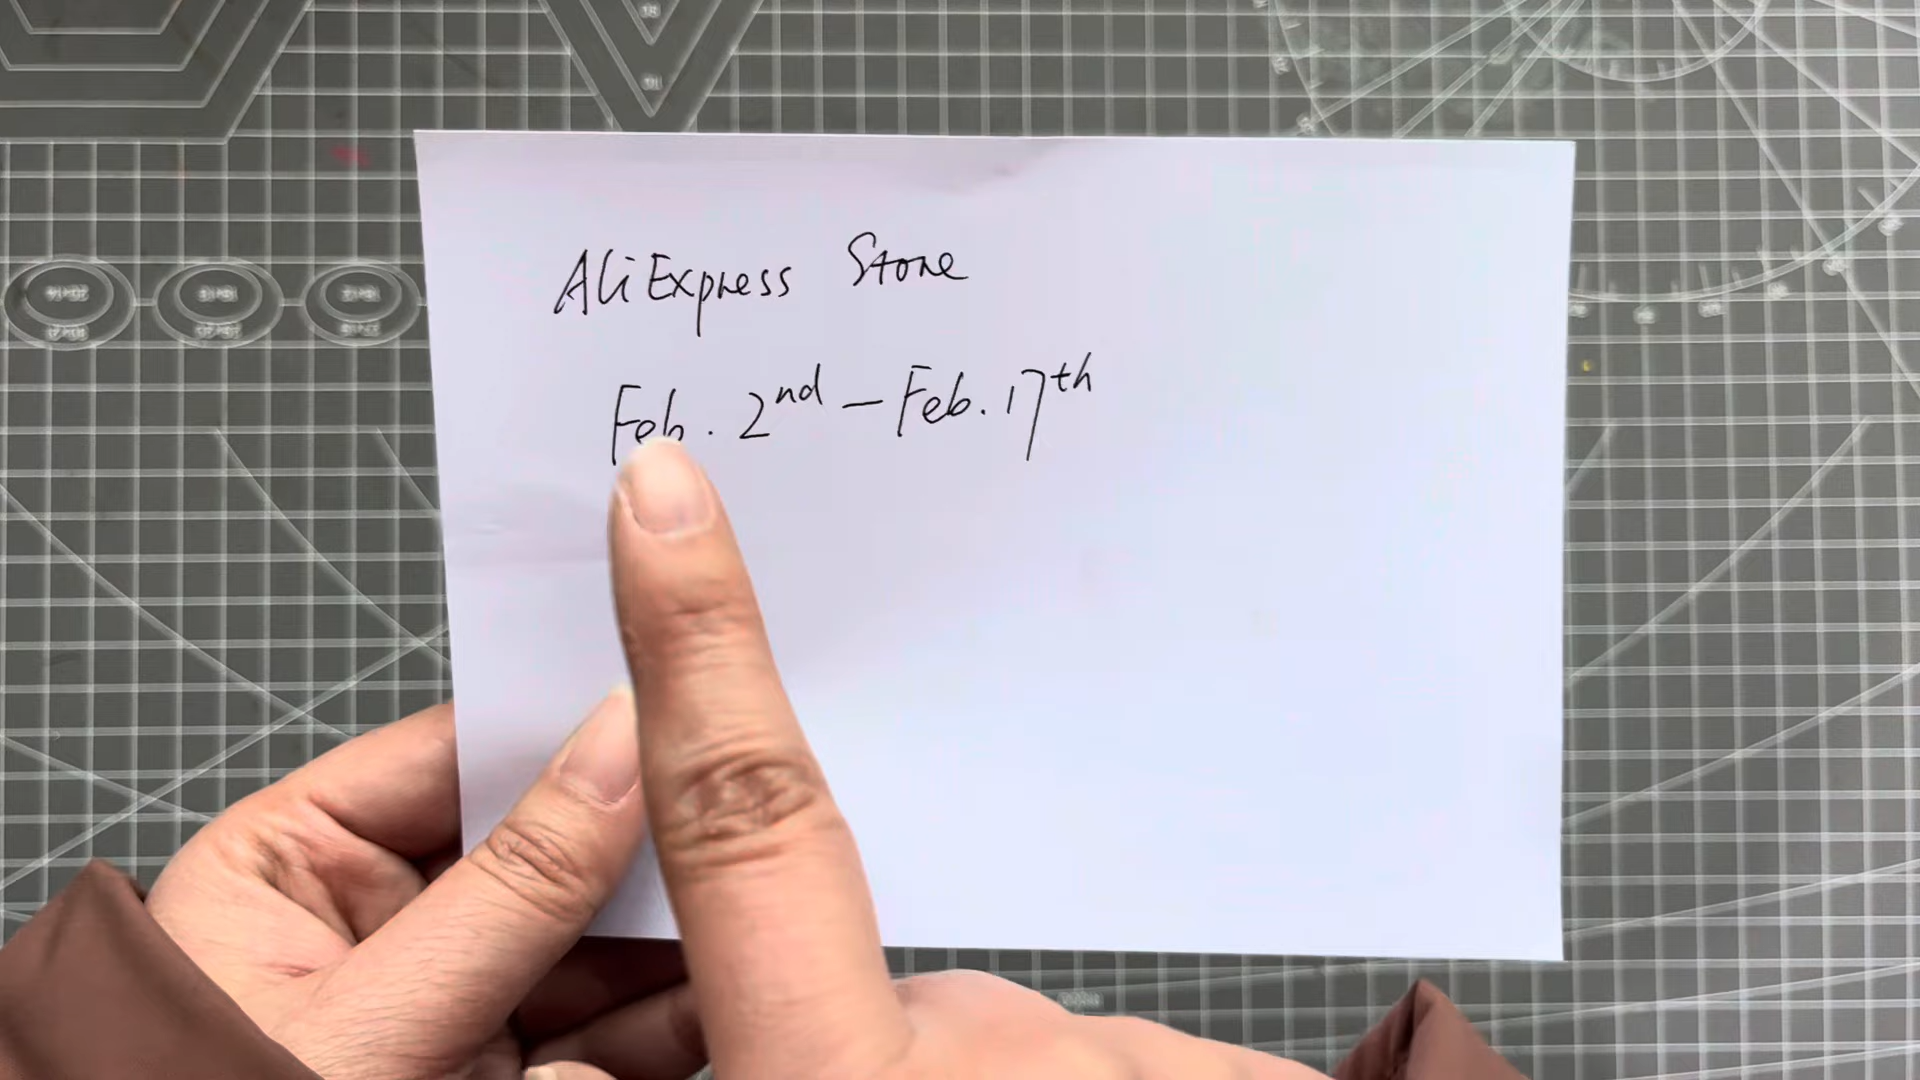 AliExpress Store
Feb. 2nd – Feb. 17th